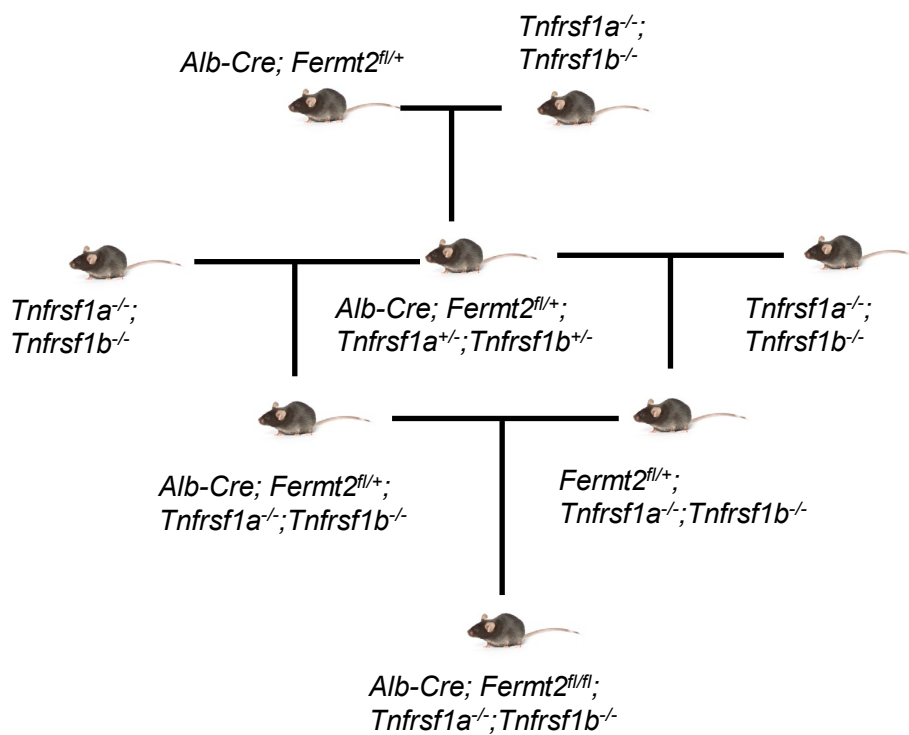 Tnfrsf1a-/-;
Tnfrsf1b-/-
Alb-Cre; Fermt2fl/+
Tnfrsf1a-/-;
Tnfrsf1b-/-
Alb-Cre; Fermt2fl/+;
Tnfrsf1a+/-;Tnfrsf1b+/-
Tnfrsf1a-/-;
Tnfrsf1b-/-
Alb-Cre; Fermt2fl/+;
Tnfrsf1a-/-;Tnfrsf1b-/-
Fermt2fl/+;
Tnfrsf1a-/-;Tnfrsf1b-/-
Alb-Cre; Fermt2fl/fl;
Tnfrsf1a-/-;Tnfrsf1b-/-